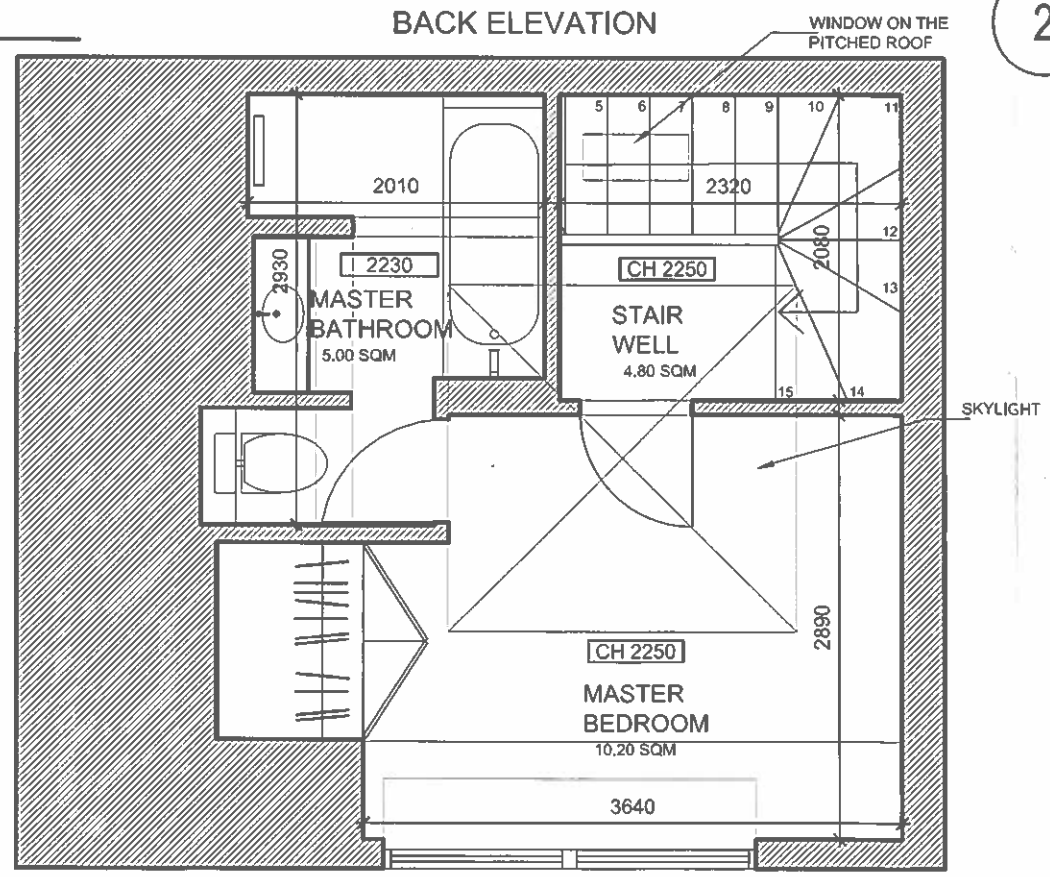 BACK ELEVATION
WINDOW ON THE
PITCHED ROOF
2
5 6 7 8 9 10 11
2010
2320
12
2080
2930
2230
CH 2250
13
MASTER
BATHROOM
5.00 SQM
STAIR
WELL
4.80 SQM
15 14
SKYLIGHT
2890
CH 2250
MASTER
BEDROOM
10,20 SQM
3640